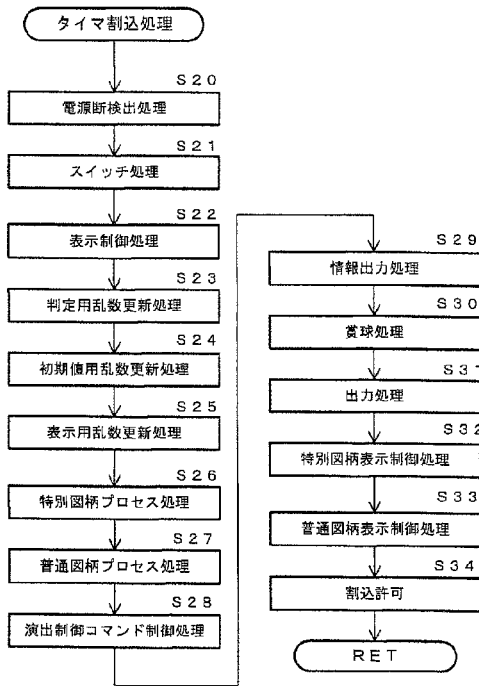 タイマ割込処理
S20
電源断検出処理
S21
スイッチ処理
S22
表示制御処理
S23
判定用乱数更新処理
S24
初期値用乱数更新処理
S25
表示用乱数更新処理
S26
特別図柄プロセス処理
S27
普通図柄プロセス処理
S28
演出制御コマンド制御処理
S29
情報出力処理
S30
賞球処理
S31
出力処理
S32
特別図柄表示制御処理
S33
普通図柄表示制御処理
S34
割込許可
RET